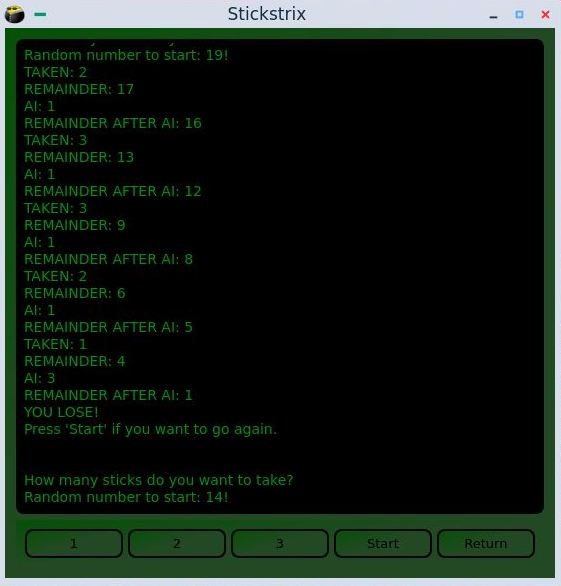 Stickstrix
Random number to start: 19!
TAKEN: 2
REMAINDER: 17
AI: 1
REMAINDER AFTER AI: 16
TAKEN: 3
REMAINDER: 13
AI: 1
REMAINDER AFTER AI: 12
TAKEN: 3
REMAINDER: 9
AI: 1
REMAINDER AFTER AI: 8
TAKEN: 2
REMAINDER: 6
AI: 1
REMAINDER AFTER AI: 5
TAKEN: 1
REMAINDER: 4
AI: 3
REMAINDER AFTER AI: 1
YOU LOSE!
Press 'Start' if you want to go again.
How many sticks do you want to take?
Random number to start: 14!
1 2 3 Start Return